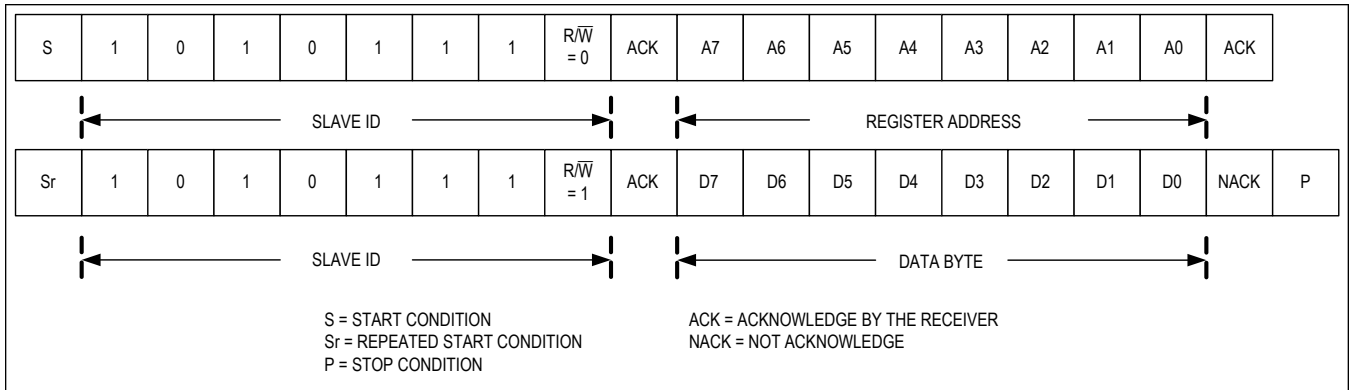 S 1 0 1 0 1 1 1 R/W̅ = 0 ACK A7 A6 A5 A4 A3 A2 A1 A0 ACK
SLAVE ID REGISTER ADDRESS
Sr 1 0 1 0 1 1 1 R/W̅ = 1 ACK D7 D6 D5 D4 D3 D2 D1 D0 NACK P
SLAVE ID DATA BYTE
S = START CONDITION
Sr = REPEATED START CONDITION
P = STOP CONDITION
ACK = ACKNOWLEDGE BY THE RECEIVER
NACK = NOT ACKNOWLEDGE